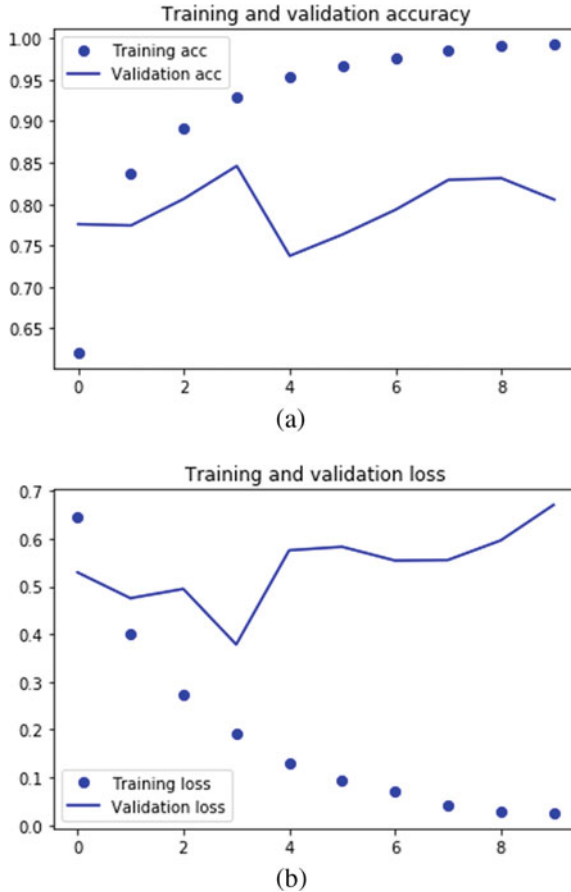 Training and validation accuracy
1.00
0.95
0.90
0.85
0.80
0.75
0.70
0.65
Training acc
Validation acc
0 2 4 6 8
(a)
Training and validation loss
0.7
0.6
0.5
0.4
0.3
0.2
0.1
0.0
Training loss
Validation loss
0 2 4 6 8
(b)